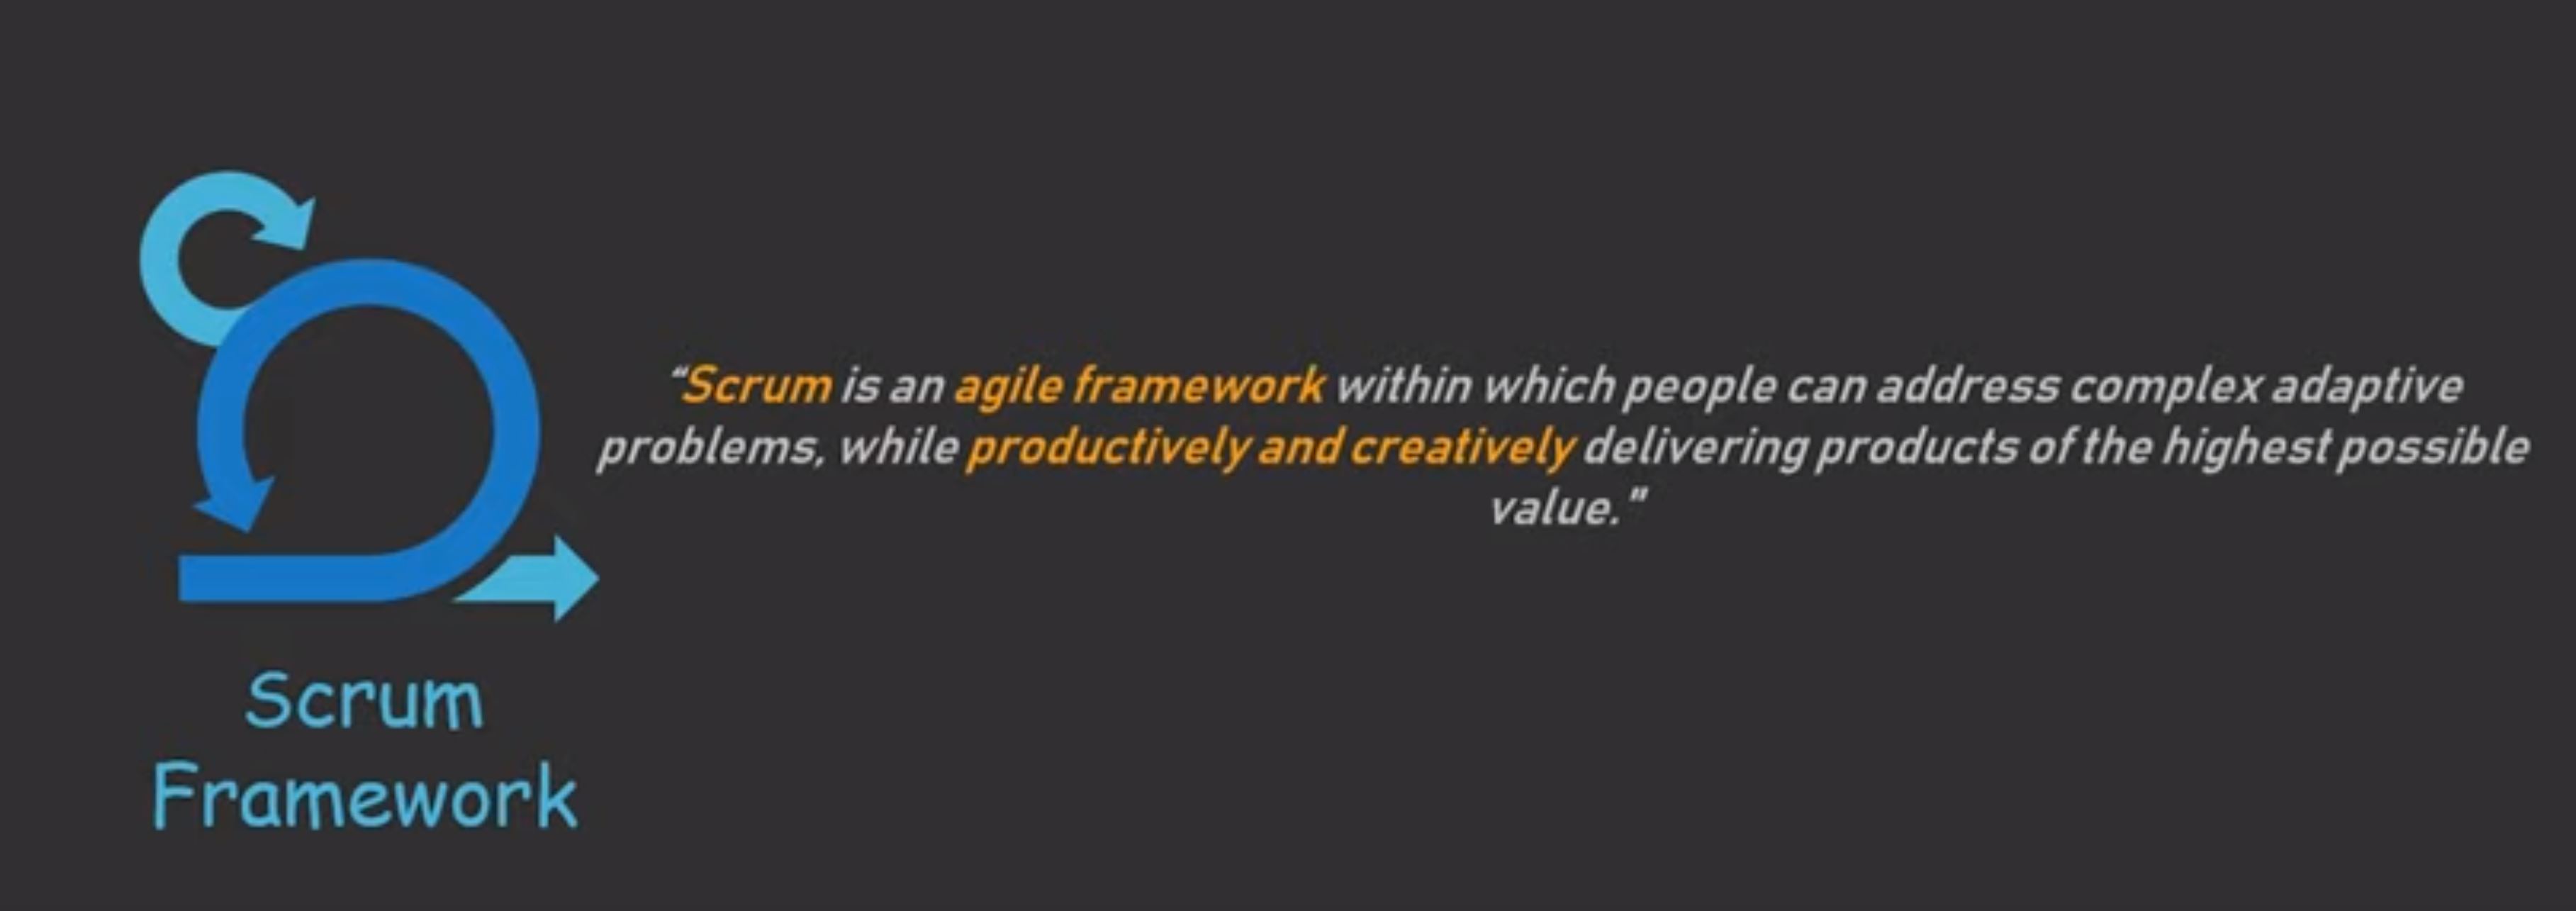 “Scrum is an agile framework within which people can address complex adaptive
problems, while productively and creatively delivering products of the highest possible
value."
Scrum
Framework